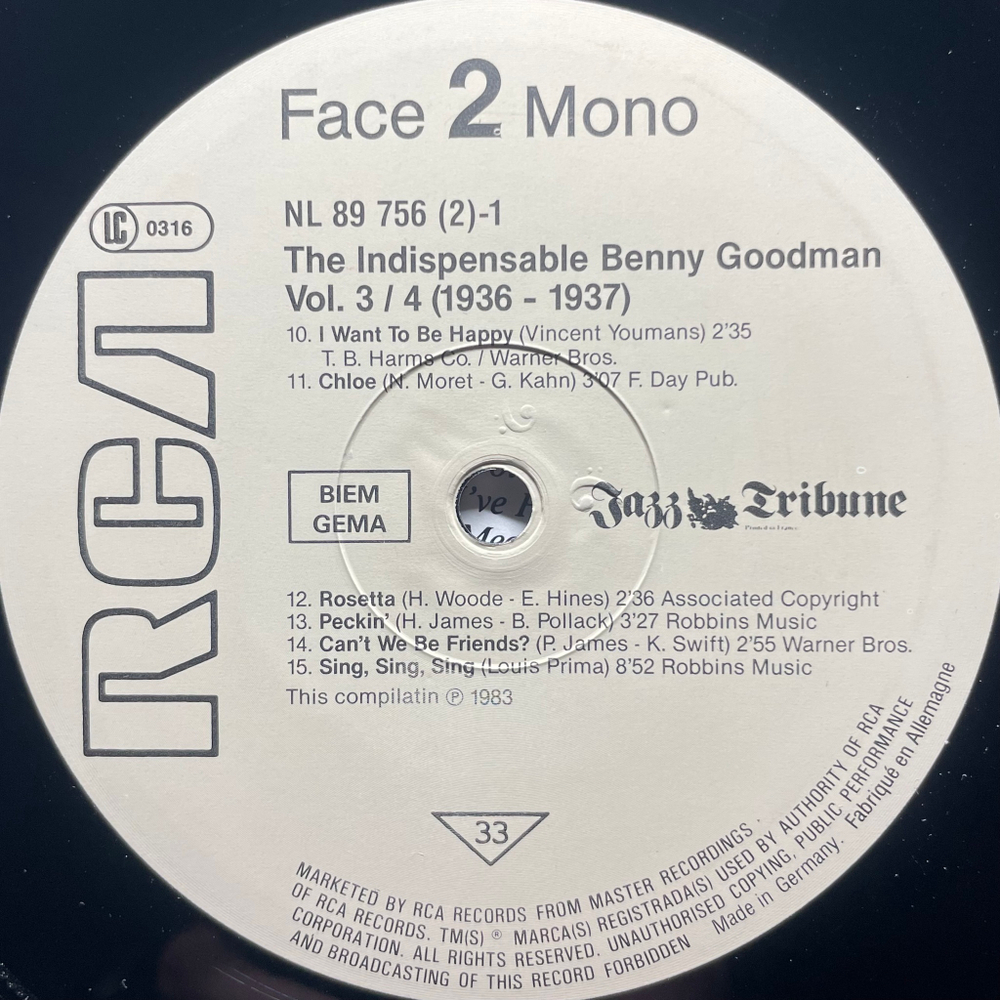 Face 2 Mono
LC 0316
RCA
NL 89 756 (2)-1
The Indispensable Benny Goodman
Vol. 3 / 4 (1936 - 1937)
10. I Want To Be Happy (Vincent Youmans) 2'35
T. B. Harms Co. / Warner Bros.
11. Chloe (N. Moret - G. Kahn) 3'07 F. Day Pub.
BIEM
GEMA
've
Jazz Tribune
12. Rosetta (H. Woode - E. Hines) 2'36 Associated Copyright
13. Peckin' (H. James - B. Pollack) 3'27 Robbins Music
14. Can't We Be Friends? (P. James - K. Swift) 2'55 Warner Bros.
15. Sing, Sing, Sing (Louis Prima) 8'52 Robbins Music
This compilatin ℗ 1983
33
MARKETED BY RCA RECORDS FROM MASTER RECORDINGS .
OF RCA RECORDS. TM(S) ® MARCA(S) REGISTRADA(S) USED BY AUTHORITY OF RCA
CORPORATION. ALL RIGHTS RESERVED. UNAUTHORISED COPYING, PUBLIC PERFORMANCE
AND BROADCASTING OF THIS RECORD FORBIDDEN Made in Germany. Fabriqué en Allemagne